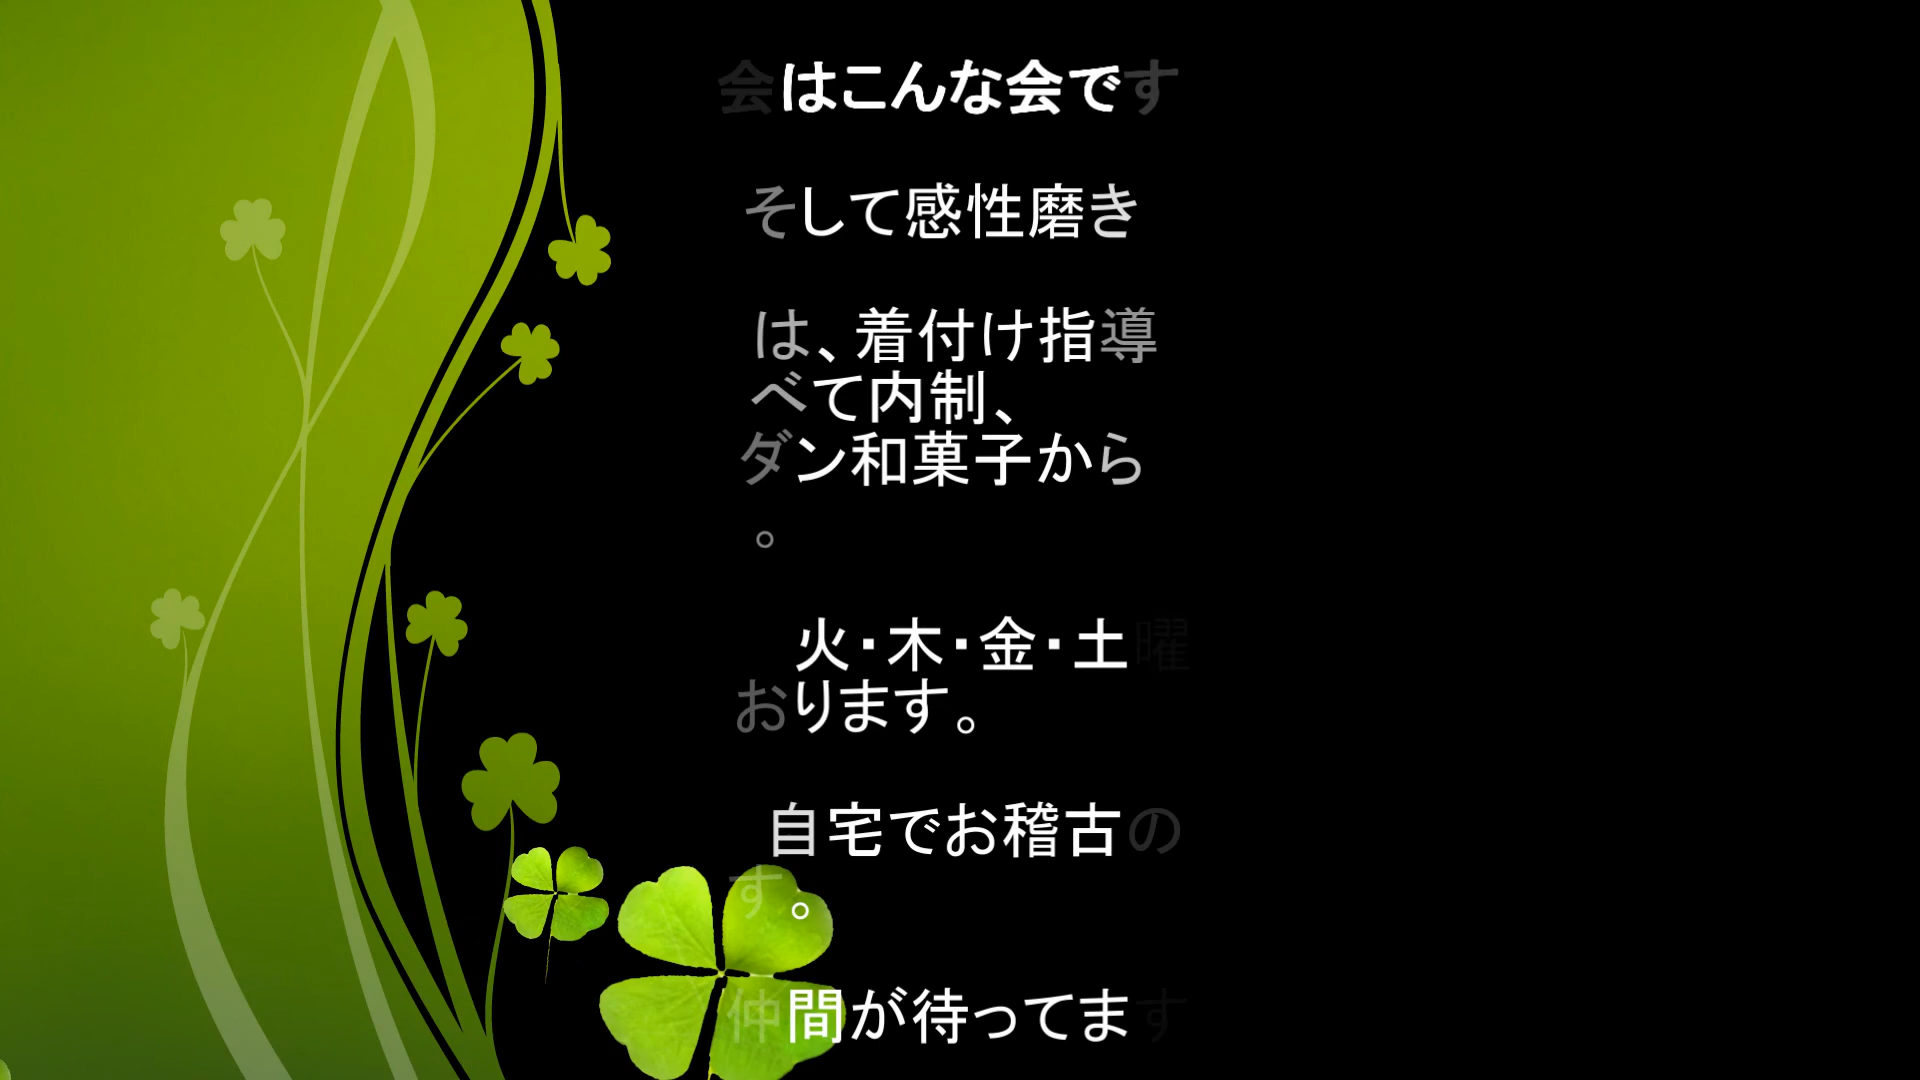 会はこんな会です
そして感性磨き
は、着付け指導
べて内制、
ダン和菓子から
。
火・木・金・土曜
おります。
自宅でお稽古の
す。
仲間が待ってます